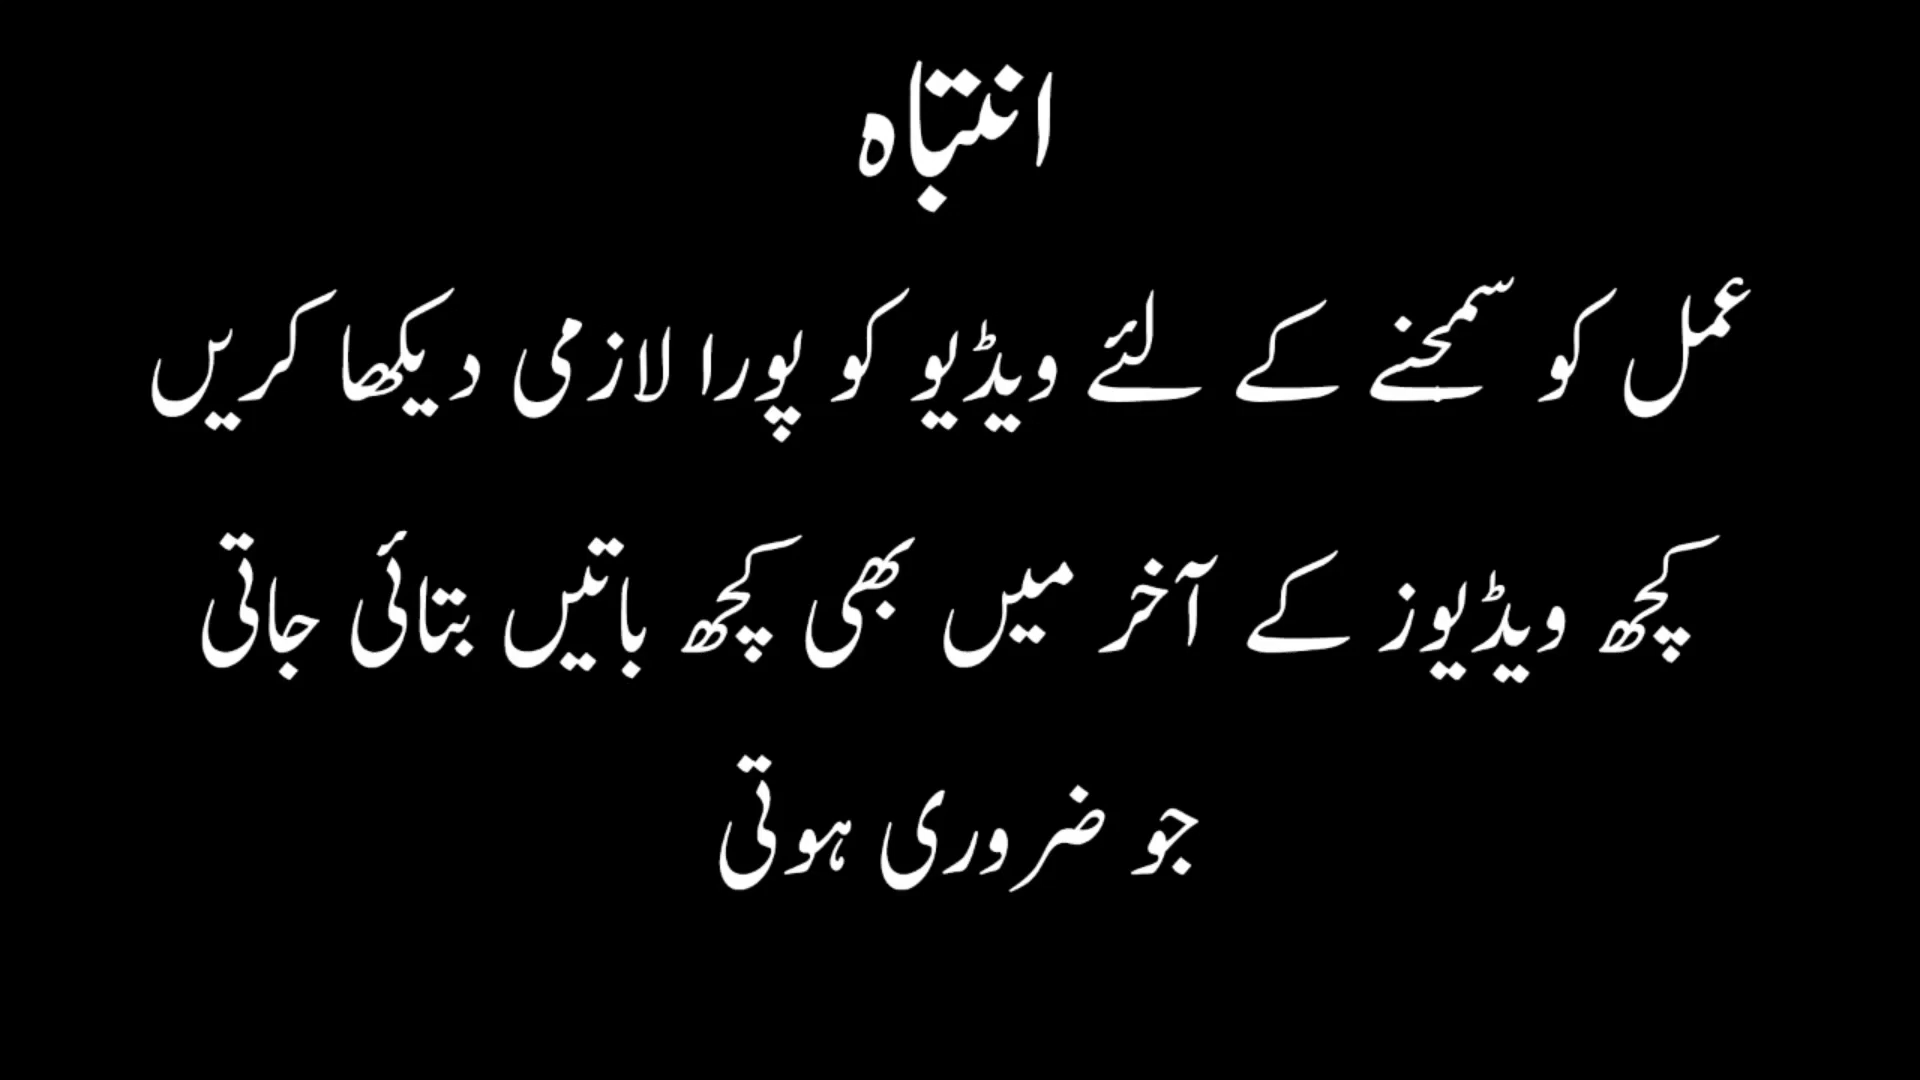 انتباہ
عمل کو سمجنے کے لئے ویڈیو کو پورا لازمی دیکھا کریں
کچھ ویڈیوز کے آخر میں بھی کچھ باتیں بتائی جاتی
جو ضروری ہوتی